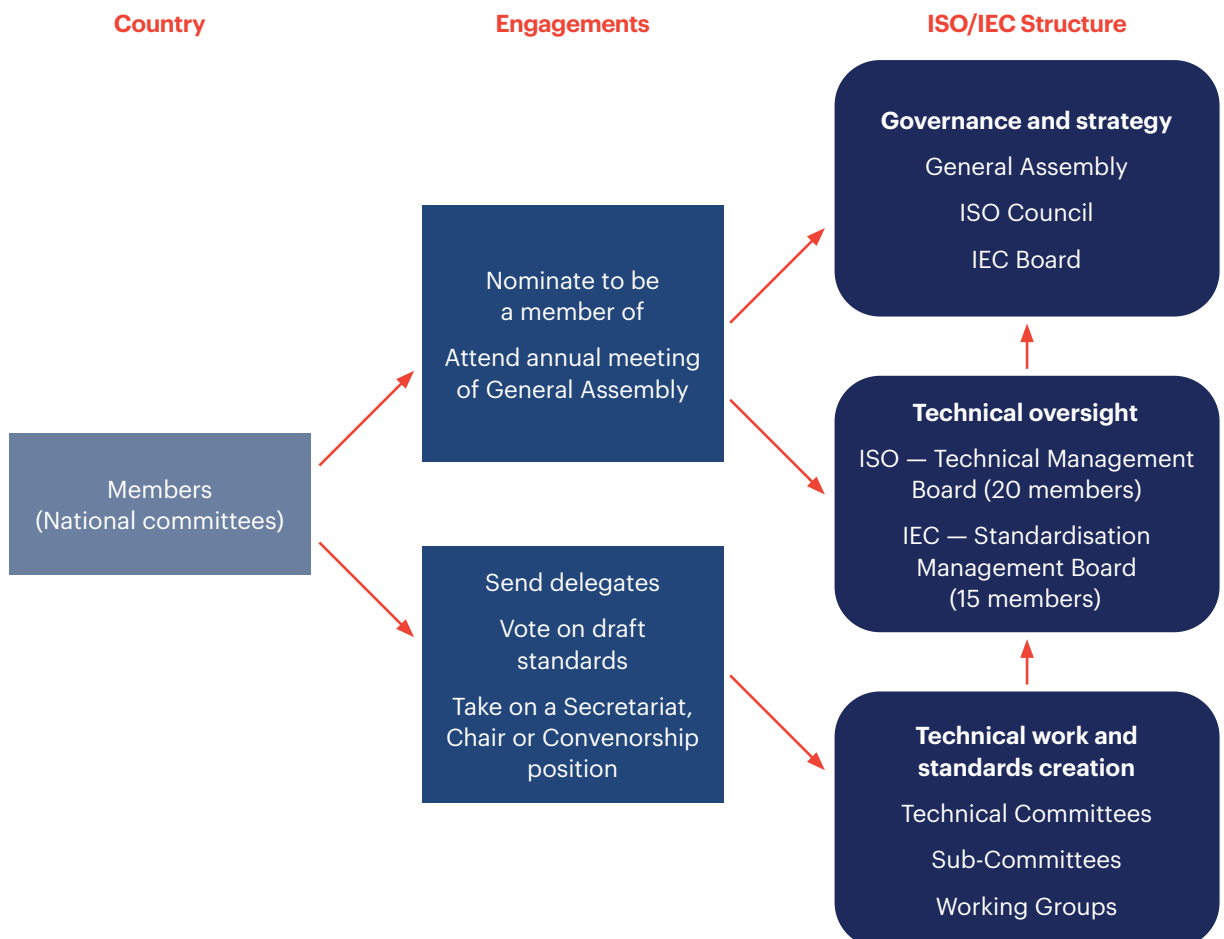 Country
Engagements
ISO/IEC Structure
Members
(National committees)
Nominate to be
a member of
Attend annual meeting
of General Assembly
Send delegates
Vote on draft
standards
Take on a Secretariat,
Chair or Convenorship
position
Governance and strategy
General Assembly
ISO Council
IEC Board
Technical oversight
ISO — Technical Management
Board (20 members)
IEC — Standardisation
Management Board
(15 members)
Technical work and
standards creation
Technical Committees
Sub-Committees
Working Groups